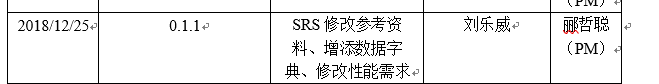 （PM）
2018/12/25 0.1.1 SRS 修改参考资 刘乐威 郦哲聪
料、增添数据字 （PM）
典、修改性能需求